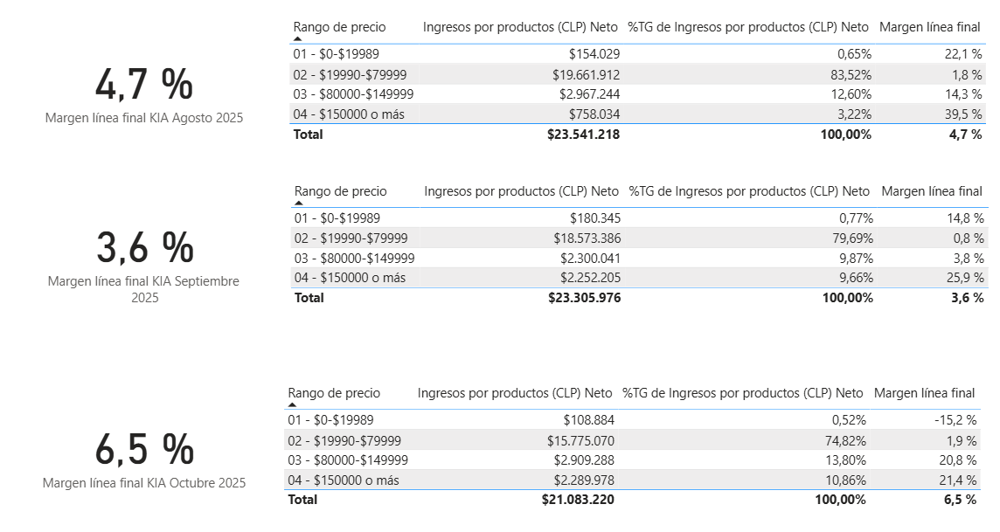 Rango de precio Ingresos por productos (CLP) Neto %TG de Ingresos por productos (CLP) Neto Margen línea final
01 - $0-$19989 $154.029 0,65% 22,1 %
02 - $19990-$79999 $19.661.912 83,52% 1,8 %
03 - $80000-$149999 $2.967.244 12,60% 14,3 %
04 - $150000 o más $758.034 3,22% 39,5 %
Total $23.541.218 100,00% 4,7 %
4,7 %
Margen línea final KIA Agosto 2025
Rango de precio Ingresos por productos (CLP) Neto %TG de Ingresos por productos (CLP) Neto Margen línea final
01 - $0-$19989 $180.345 0,77% 14,8 %
02 - $19990-$79999 $18.573.386 79,69% 0,8 %
03 - $80000-$149999 $2.300.041 9,87% 3,8 %
04 - $150000 o más $2.252.205 9,66% 25,9 %
Total $23.305.976 100,00% 3,6 %
3,6 %
Margen línea final KIA Septiembre
2025
Rango de precio Ingresos por productos (CLP) Neto %TG de Ingresos por productos (CLP) Neto Margen línea final
01 - $0-$19989 $108.884 0,52% -15,2 %
02 - $19990-$79999 $15.775.070 74,82% 1,9 %
03 - $80000-$149999 $2.909.288 13,80% 20,8 %
04 - $150000 o más $2.289.978 10,86% 21,4 %
Total $21.083.220 100,00% 6,5 %
6,5 %
Margen línea final KIA Octubre 2025